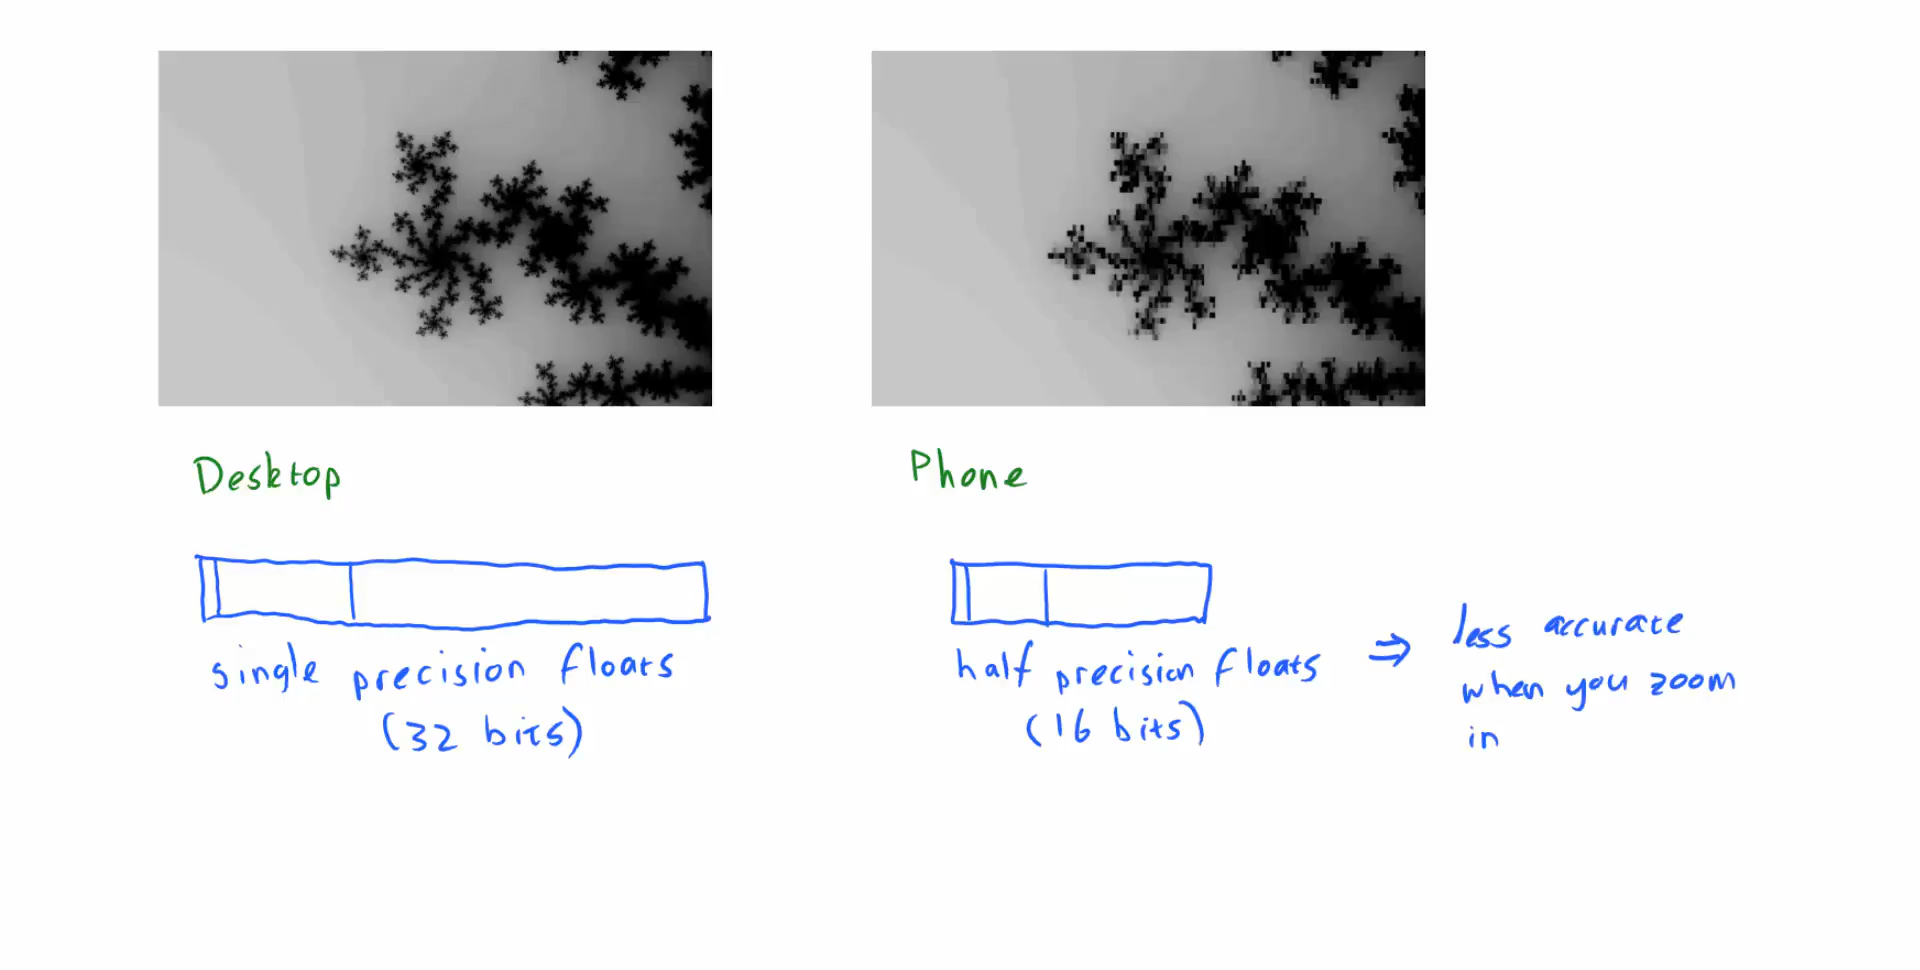 Desktop
Phone
single precision floats
(32 bits)
half precision floats
(16 bits)
⇒
less accurate
when you zoom
in